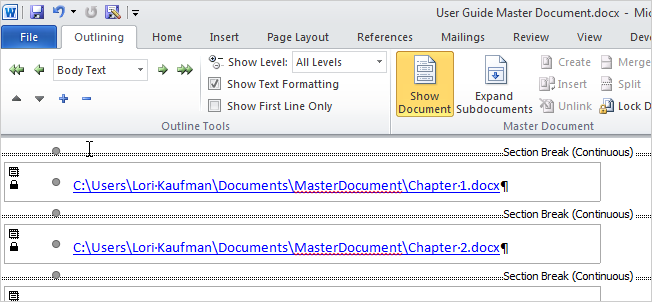 User Guide Master Document.docx - Mic
File Outlining Home Insert Page Layout References Mailings Review View Deve
Body Text Show Level: All Levels Create Merge
Show Text Formatting Show Document Expand Subdocuments Insert Split
Show First Line Only Unlink Lock D
Outline Tools Master Document
Section Break (Continuous)
C:\Users\Lori·Kaufman\Documents\MasterDocument\Chapter·1.docx¶
Section Break (Continuous)
C:\Users\Lori·Kaufman\Documents\MasterDocument\Chapter·2.docx¶
Section Break (Continuous)